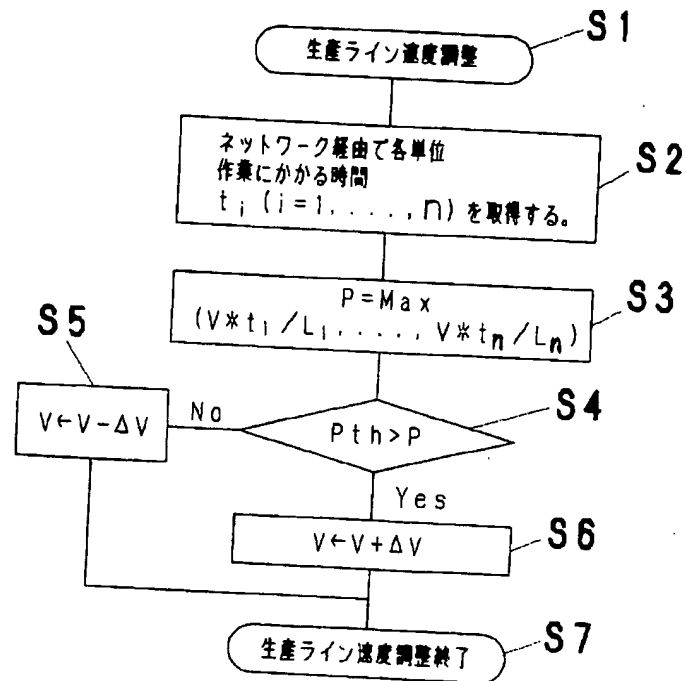 S1
生産ライン速度調整
S2
ネットワーク経由で各単位
作業にかかる時間
tᵢ (i=1,....,n) を取得する。
S3
P=Max
(V*t₁/L₁,...., V*tₙ/Lₙ)
S5
V←V-ΔV
No
S4
Pth>P
Yes
S6
V←V+ΔV
S7
生産ライン速度調整終了